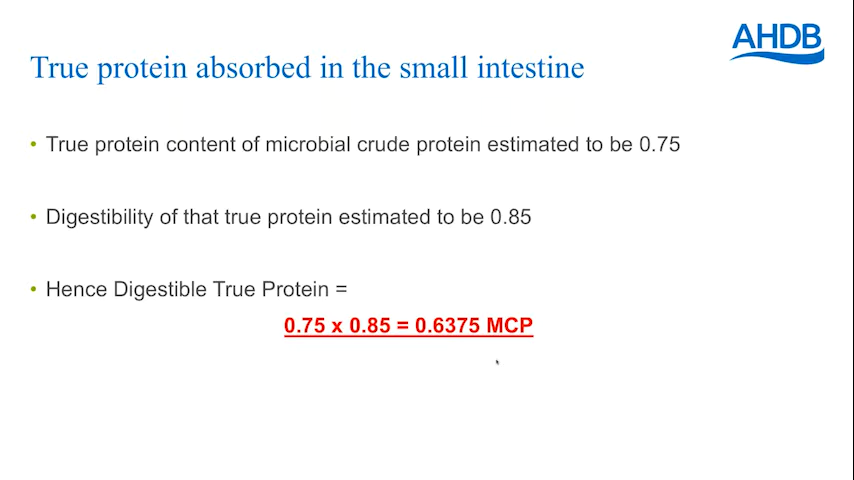 AHDB
True protein absorbed in the small intestine
• True protein content of microbial crude protein estimated to be 0.75
• Digestibility of that true protein estimated to be 0.85
• Hence Digestible True Protein =
0.75 x 0.85 = 0.6375 MCP